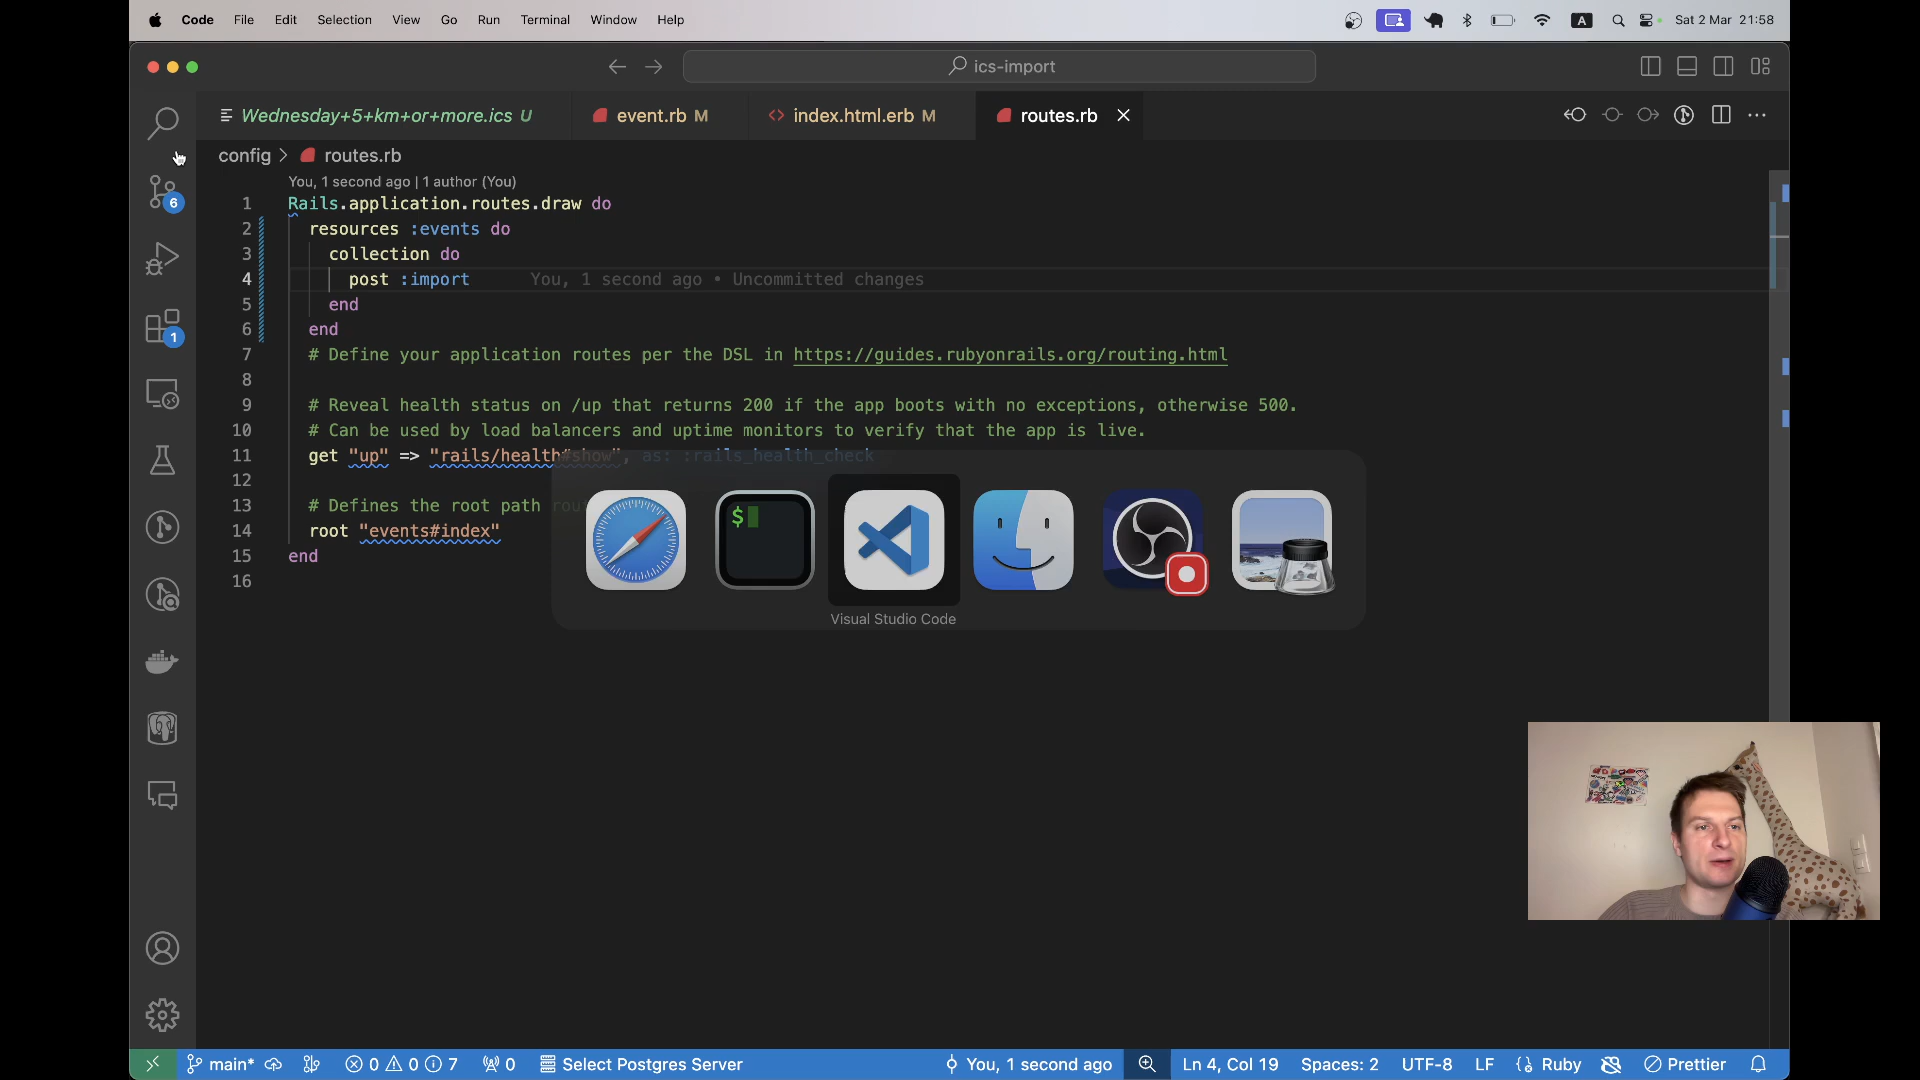 Code File Edit Selection View Go Run Terminal Window Help A Sat 2 Mar 21:58
ics-import
Wednesday+5+km+or+more.ics U event.rb M index.html.erb M routes.rb
config > routes.rb
You, 1 second ago | 1 author (You)
1 Rails.application.routes.draw do
2 resources :events do
3 collection do
4 post :import You, 1 second ago • Uncommitted changes
5 end
6 end
7 # Define your application routes per the DSL in https://guides.rubyonrails.org/routing.html
8
9 # Reveal health status on /up that returns 200 if the app boots with no exceptions, otherwise 500.
10 # Can be used by load balancers and uptime monitors to verify that the app is live.
11 get "up" => "rails/health#show", as: :rails_health_check
12
13 # Defines the root path
14 root "events#index"
15 end
16
6
1
$
Visual Studio Code
main* 0 0 7 0 Select Postgres Server You, 1 second ago Ln 4, Col 19 Spaces: 2 UTF-8 LF Ruby Prettier